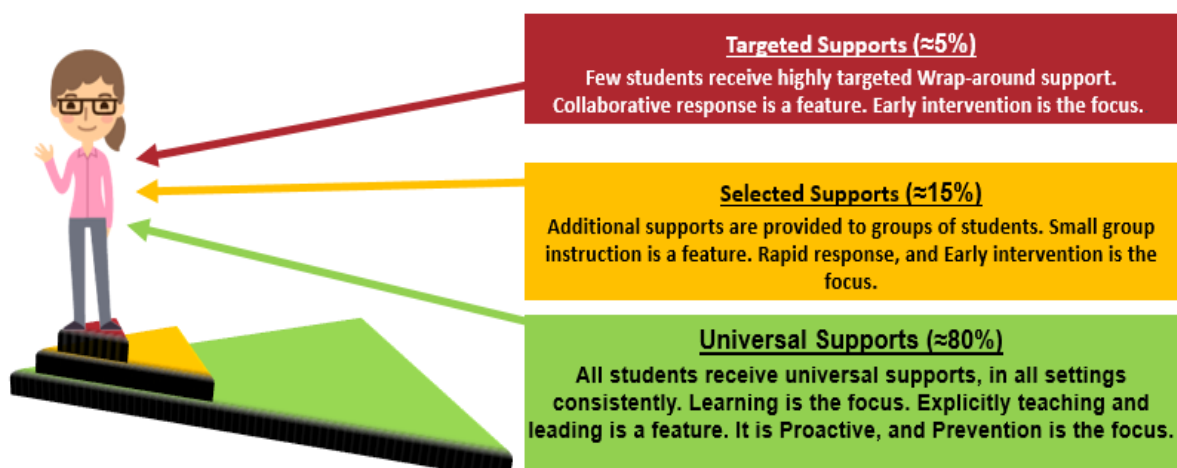 Targeted Supports (≈5%)
Few students receive highly targeted Wrap-around support.
Collaborative response is a feature. Early intervention is the focus.
Selected Supports (≈15%)
Additional supports are provided to groups of students. Small group
instruction is a feature. Rapid response, and Early intervention is the
focus.
Universal Supports (≈80%)
All students receive universal supports, in all settings
consistently. Learning is the focus. Explicitly teaching and
leading is a feature. It is Proactive, and Prevention is the focus.